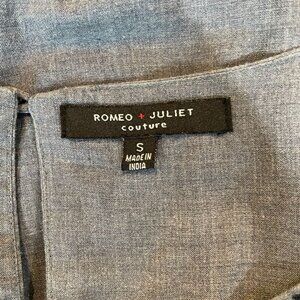 ROMEO + JULIET
couture
S
MADE IN
INDIA